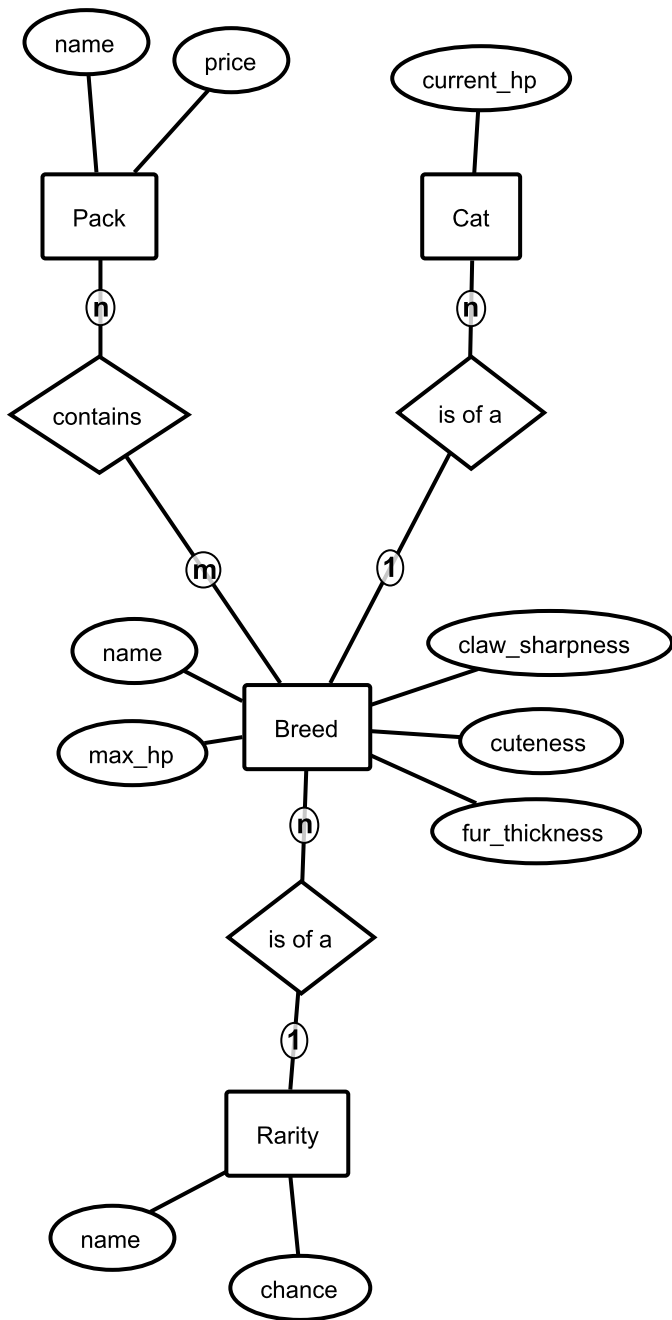 name
price
current_hp
Pack
Cat
n
n
contains
is of a
m
1
name
claw_sharpness
Breed
max_hp
cuteness
n
fur_thickness
is of a
1
Rarity
name
chance